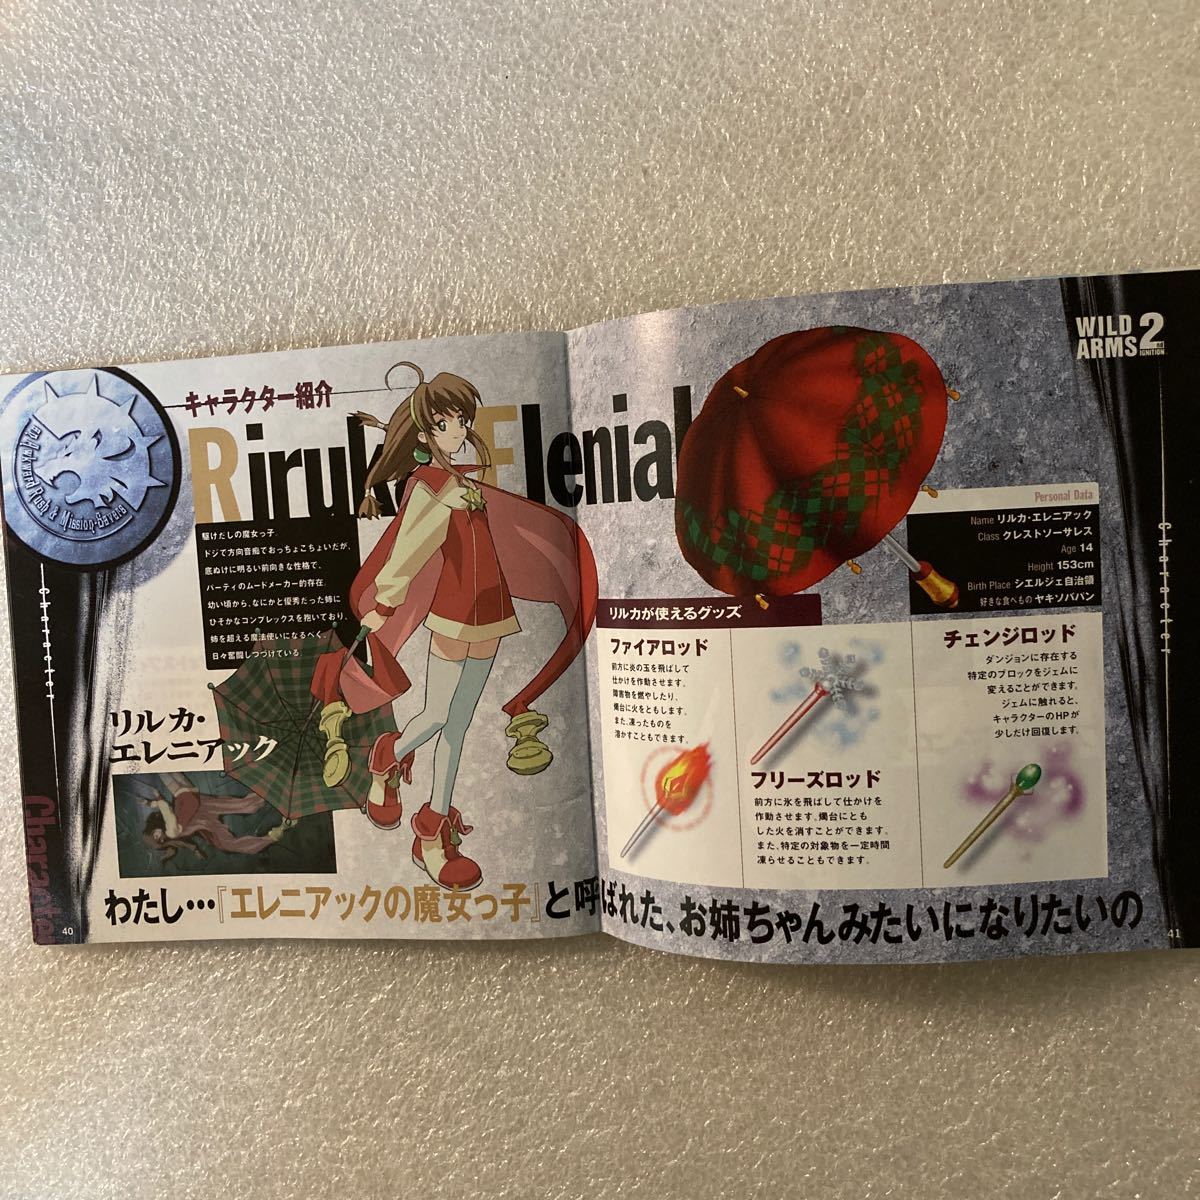 キャラクター紹介
Riruka Eleniak
an Awkward Rush & Mission-Savers
character
駆けだしの魔女っ子。
ドジで方向音痴でおっちょこちょいだが、
底ぬけに明るい前向きな性格で、
パーティのムードメーカー的存在。
幼い頃から、なにかと優秀だった姉に
ひそかなコンプレックスを抱いており、
姉を超える魔法使いになるべく、
日々奮闘しつづけている。
リルカ・
エレニアック
Character
40
わたし…『エレニアックの魔女っ子』と呼ばれた、お姉ちゃんみたいになりたいの
WILD
ARMS 2
2nd IGNITION
Personal Data
Name リルカ・エレニアック
Class クレストソーサレス
Age 14
Height 153cm
Birth Place シエルジェ自治領
好きな食べもの ヤキソバパン
リルカが使えるグッズ
ファイアロッド
前方に炎の玉を飛ばして
仕かけを作動させます。
障害物を燃やしたり、
燭台に火をともします。
また、凍ったものを
溶かすこともできます。
フリーズロッド
前方に氷を飛ばして仕かけを
作動させます。燭台にとも
した火を消すことができます。
また、特定の対象物を一定時間
凍らせることもできます。
チェンジロッド
ダンジョンに存在する
特定のブロックをジェムに
変えることができます。
ジェムに触れると、
キャラクターのHPが
少しだけ回復します。
character
41